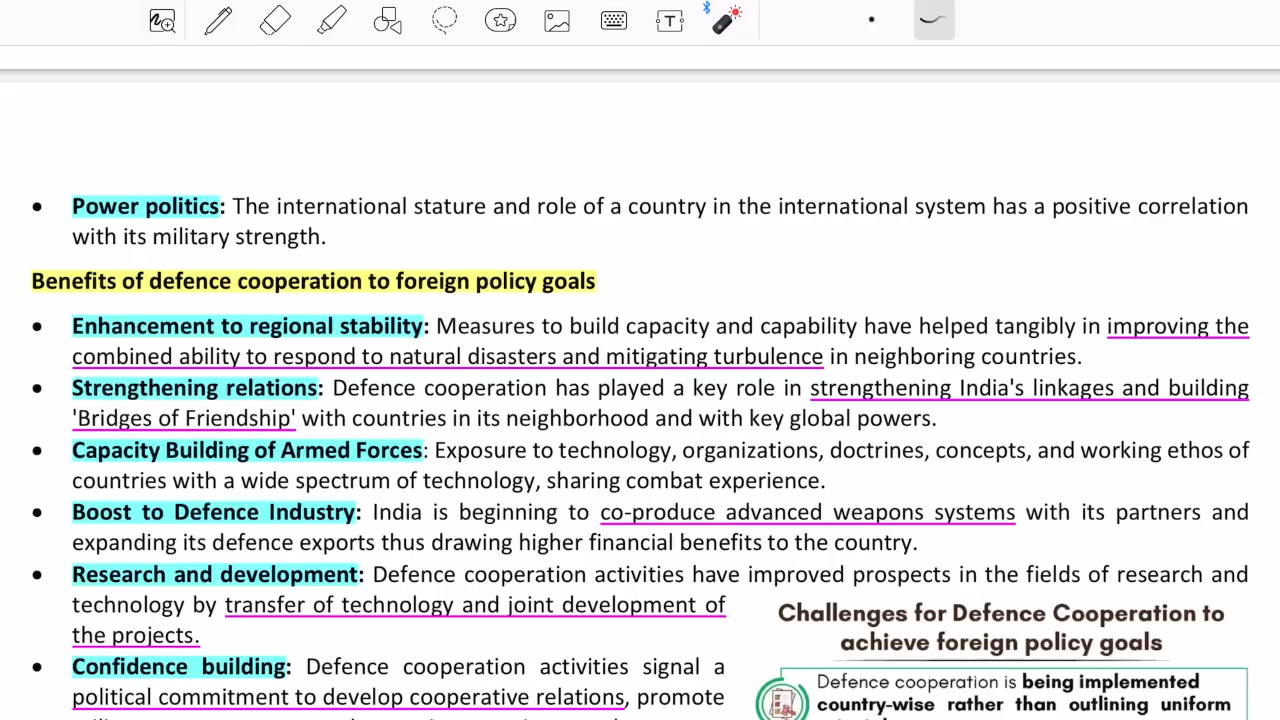 T
• Power politics: The international stature and role of a country in the international system has a positive correlation
with its military strength.
Benefits of defence cooperation to foreign policy goals
• Enhancement to regional stability: Measures to build capacity and capability have helped tangibly in improving the
combined ability to respond to natural disasters and mitigating turbulence in neighboring countries.
• Strengthening relations: Defence cooperation has played a key role in strengthening India's linkages and building
'Bridges of Friendship' with countries in its neighborhood and with key global powers.
• Capacity Building of Armed Forces: Exposure to technology, organizations, doctrines, concepts, and working ethos of
countries with a wide spectrum of technology, sharing combat experience.
• Boost to Defence Industry: India is beginning to co-produce advanced weapons systems with its partners and
expanding its defence exports thus drawing higher financial benefits to the country.
• Research and development: Defence cooperation activities have improved prospects in the fields of research and
technology by transfer of technology and joint development of
the projects.
• Confidence building: Defence cooperation activities signal a
political commitment to develop cooperative relations, promote
Challenges for Defence Cooperation to
achieve foreign policy goals
Defence cooperation is being implemented
country-wise rather than outlining uniform